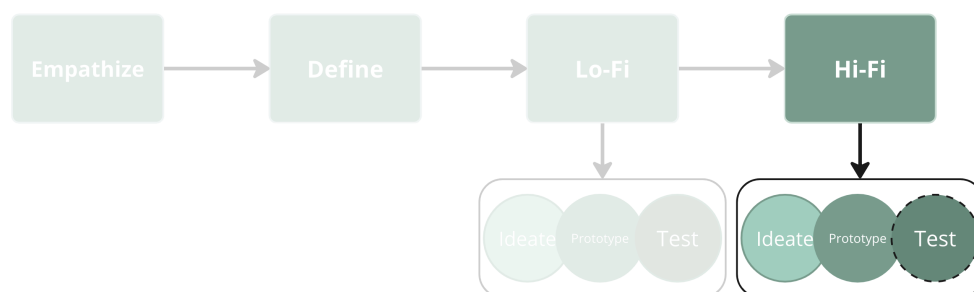 Empathize
Define
Lo-Fi
Hi-Fi
Ideate
Prototype
Test
Ideate
Prototype
Test